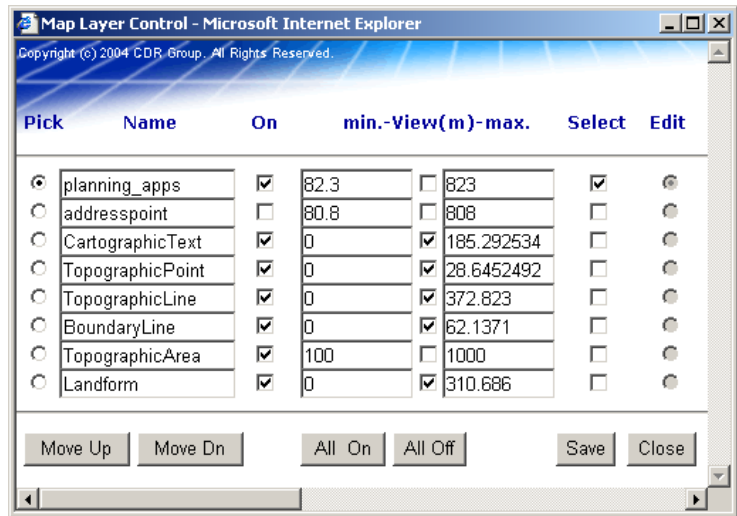 Map Layer Control - Microsoft Internet Explorer
Copyright (c) 2004 CDR Group. All Rights Reserved.
Pick Name On min.-View(m)-max. Select Edit
planning_apps 82.3 823
addresspoint 80.8 808
CartographicText 0 185.292534
TopographicPoint 0 28.6452492
TopographicLine 0 372.823
BoundaryLine 0 62.1371
TopographicArea 100 1000
Landform 0 310.686
Move Up Move Dn All On All Off Save Close